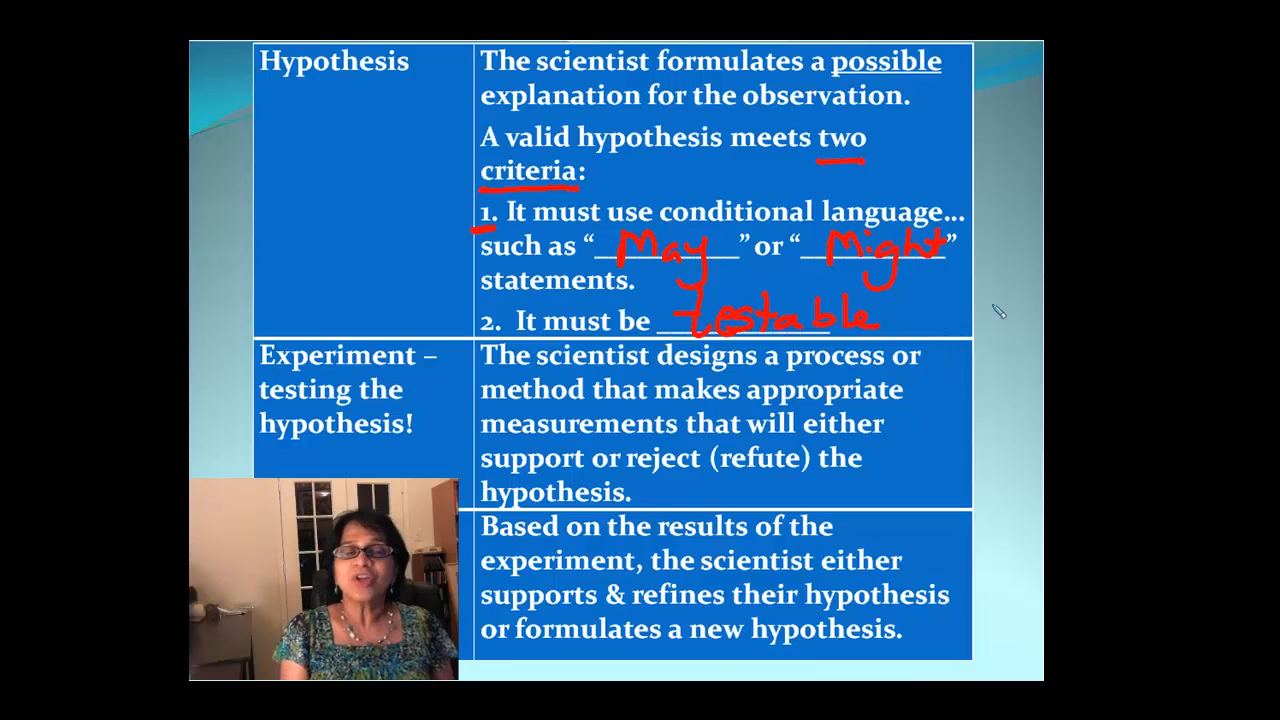 Hypothesis
The scientist formulates a possible
explanation for the observation.
A valid hypothesis meets two
criteria:
1. It must use conditional language...
such as “ May ” or “ Might ”
statements.
2. It must be testable
Experiment –
testing the
hypothesis!
The scientist designs a process or
method that makes appropriate
measurements that will either
support or reject (refute) the
hypothesis.
Based on the results of the
experiment, the scientist either
supports & refines their hypothesis
or formulates a new hypothesis.